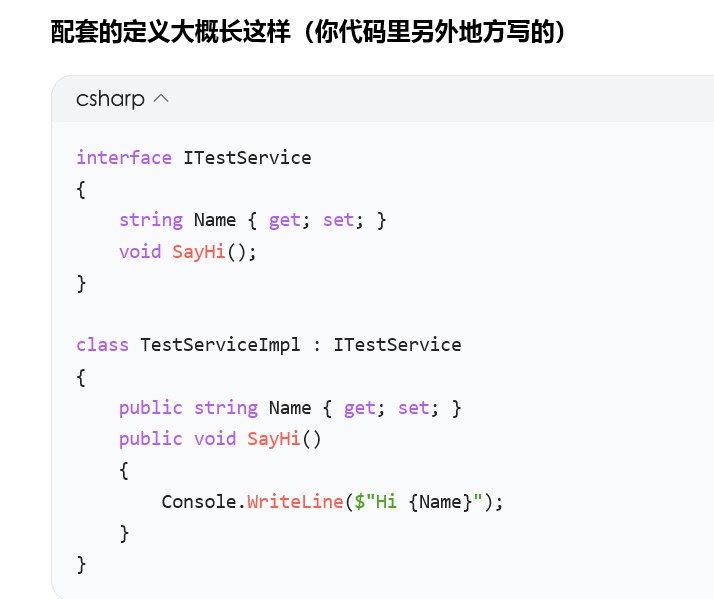 配套的定义大概长这样（你代码里另外地方写的）
csharp
interface ITestService
{
    string Name { get; set; }
    void SayHi();
}
class TestServiceImpl : ITestService
{
    public string Name { get; set; }
    public void SayHi()
    {
        Console.WriteLine($"Hi {Name}");
    }
}